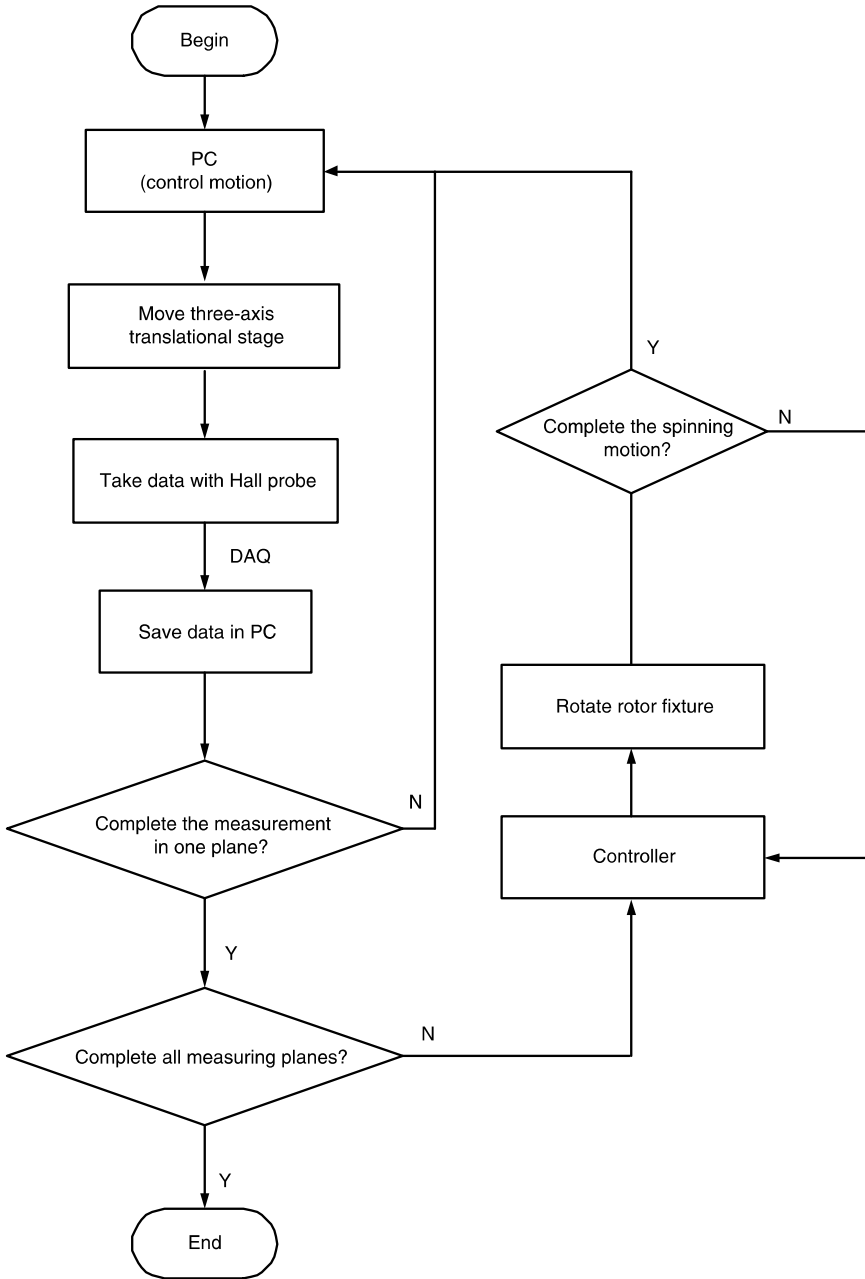 Begin
PC
(control motion)
Move three-axis
translational stage
Take data with Hall probe
DAQ
Save data in PC
Complete the measurement
in one plane?
N
Y
Complete all measuring planes?
N
Y
End
Controller
Rotate rotor fixture
Complete the spinning
motion?
Y
N